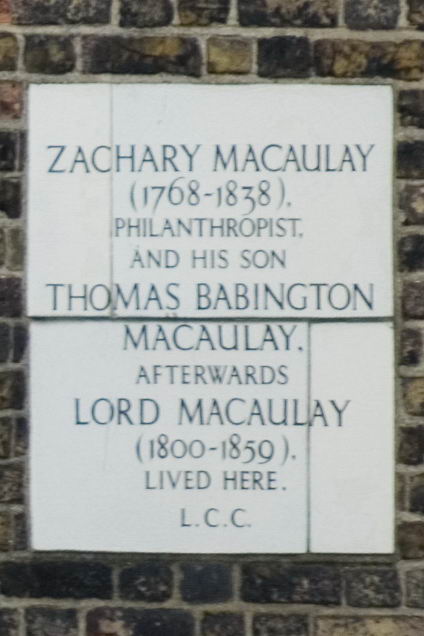 ZACHARY MACAULAY
(1768-1838),
PHILANTHROPIST,
AND HIS SON
THOMAS BABINGTON
MACAULAY,
AFTERWARDS
LORD MACAULAY
(1800-1859),
LIVED HERE.
L.C.C.